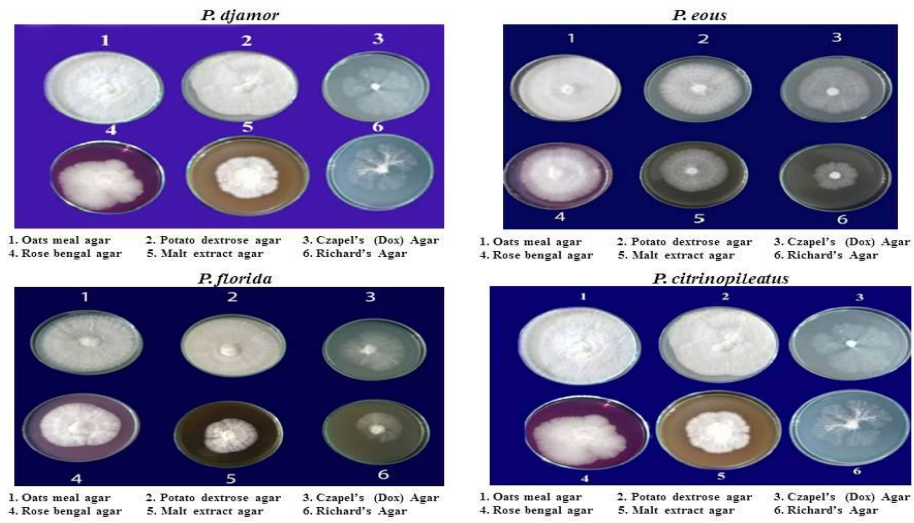 P. djamor
1 2 3
4 5 6
1. Oats meal agar 2. Potato dextrose agar 3. Czapel's (Dox) Agar
4. Rose bengal agar 5. Malt extract agar 6. Richard's Agar
P. eous
1 2 3
4 5 6
1. Oats meal agar 2. Potato dextrose agar 3. Czapel's (Dox) Agar
4. Rose bengal agar 5. Malt extract agar 6. Richard's Agar
P. florida
1 2 3
4 5 6
1. Oats meal agar 2. Potato dextrose agar 3. Czapel's (Dox) Agar
4. Rose bengal agar 5. Malt extract agar 6. Richard's Agar
P. citrinopileatus
1 2 3
4 5 6
1. Oats meal agar 2. Potato dextrose agar 3. Czapel's (Dox) Agar
4. Rose bengal agar 5. Malt extract agar 6. Richard's Agar